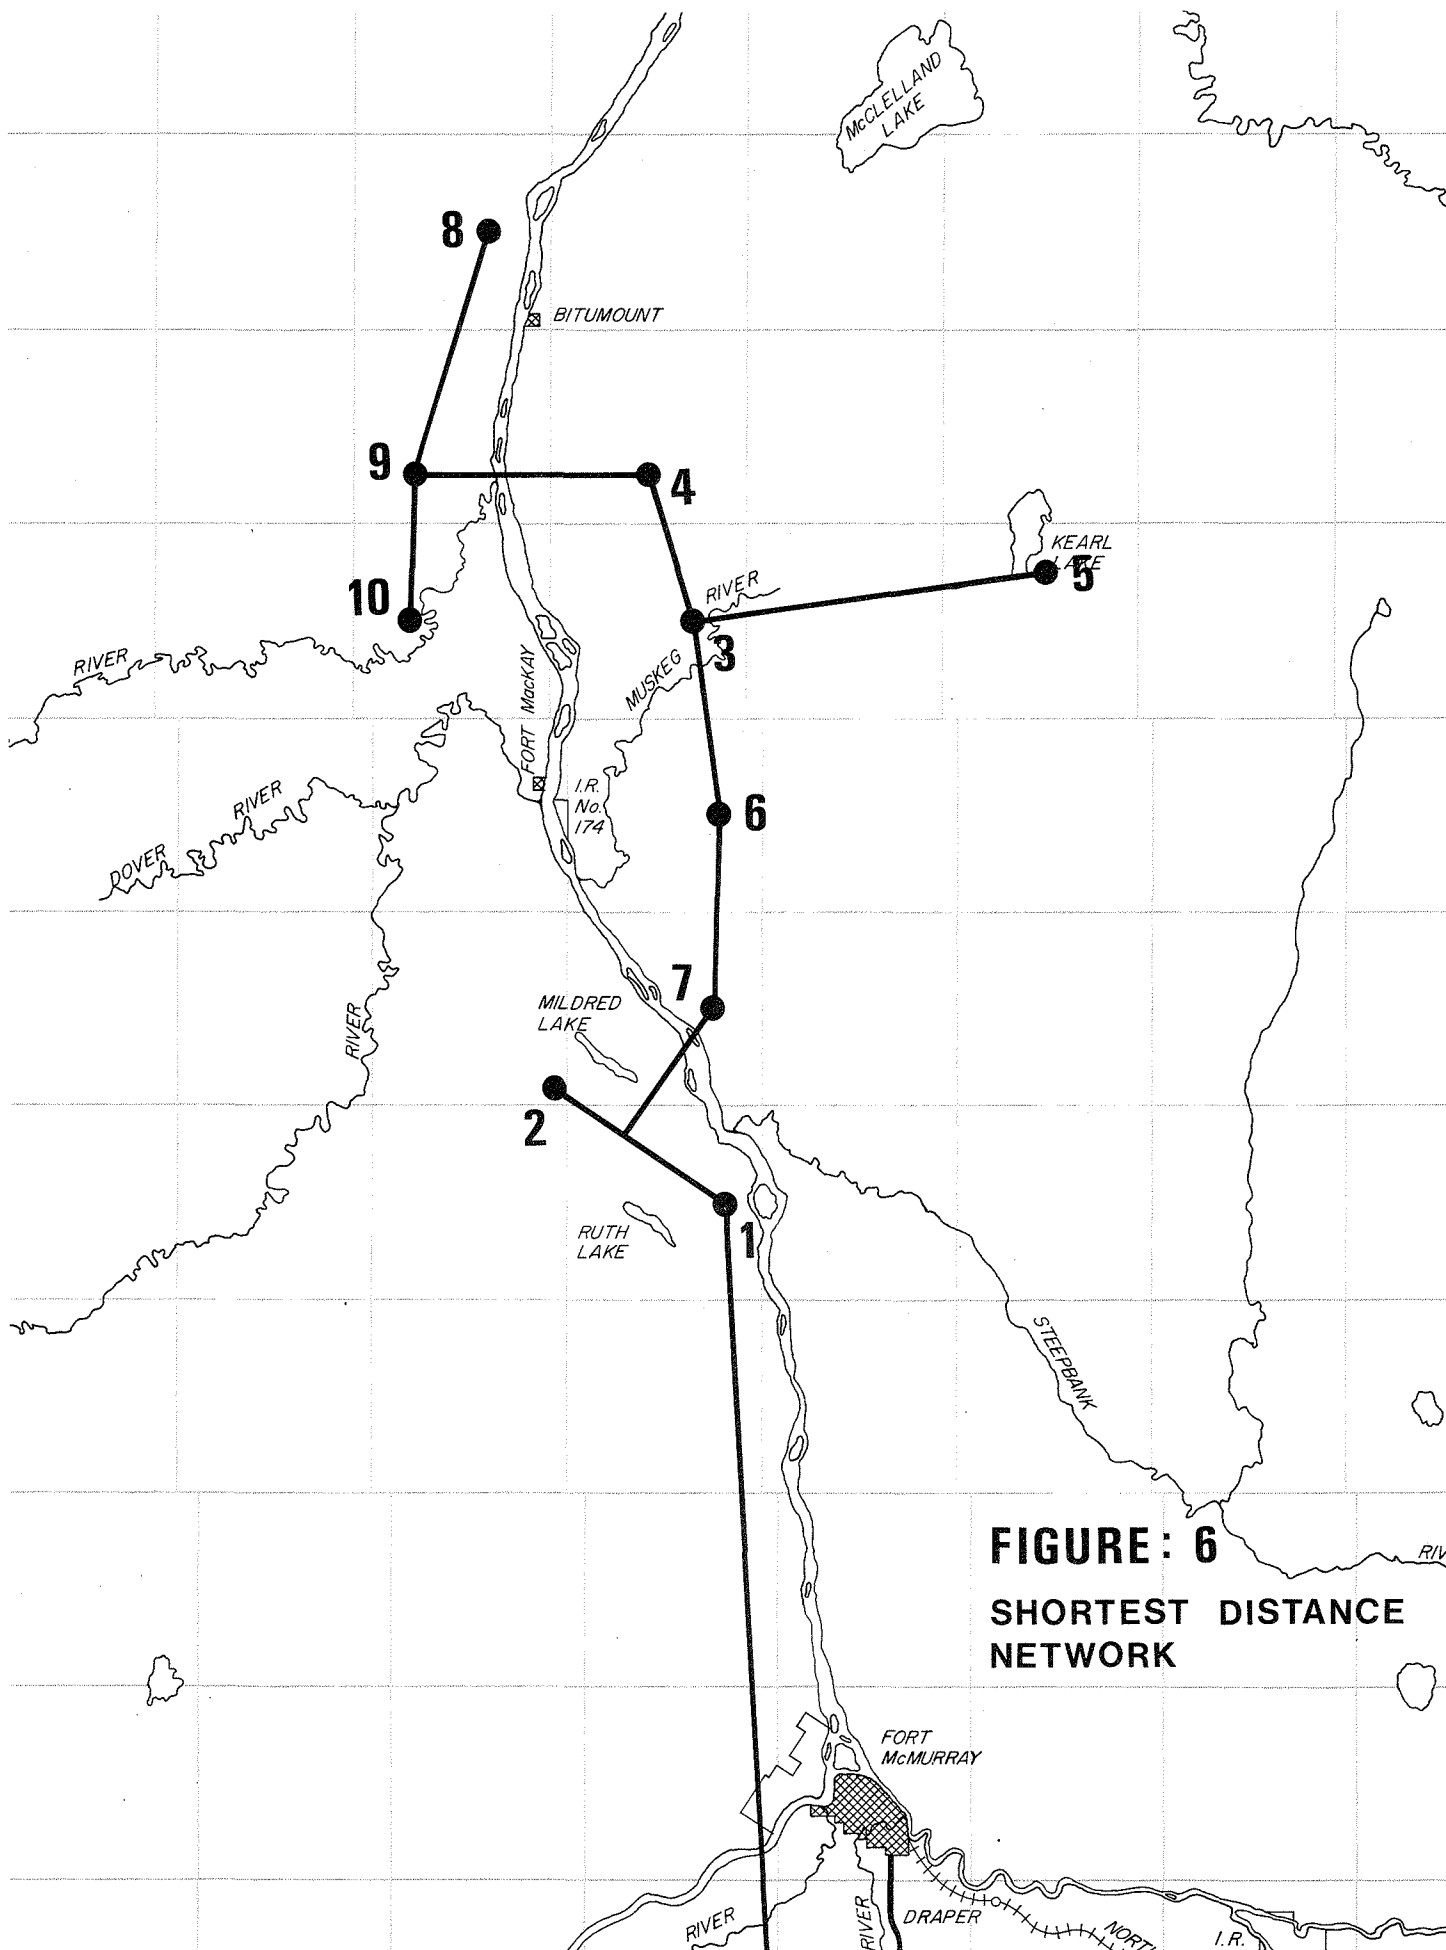 McCLELLAND
LAKE
8
BITUMOUNT
9
4
KEARL
LAKE
5
10
RIVER
3
RIVER
MUSKEG
FORT MacKAY
I.R.
No.
174
6
RIVER
DOVER
7
MILDRED
LAKE
RIVER
2
1
RUTH
LAKE
STEEPBANK
FIGURE: 6
RIV
SHORTEST DISTANCE
NETWORK
FORT
McMURRAY
RIVER
RIVER
DRAPER
NORT
I.R.